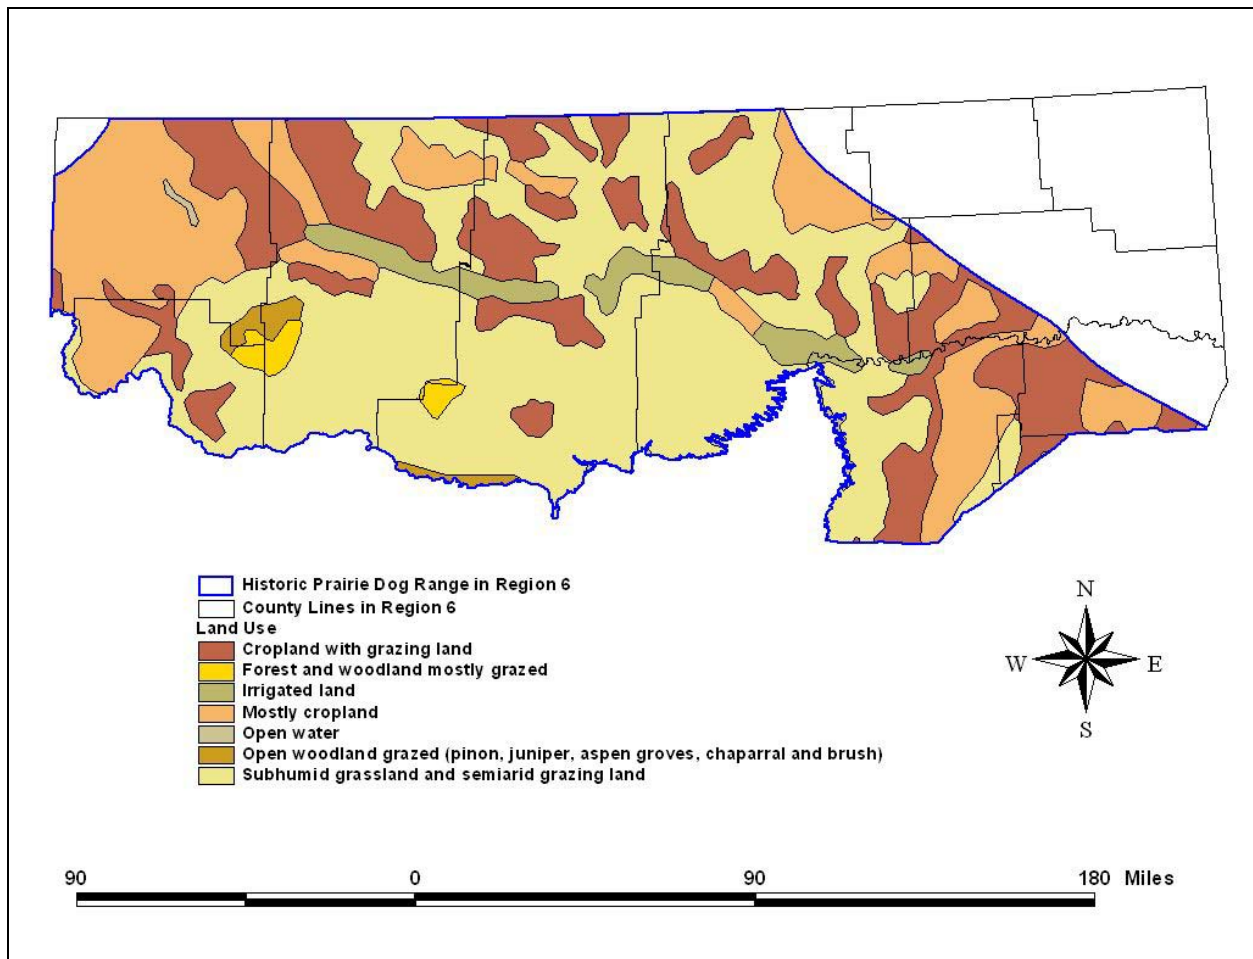 Historic Prairie Dog Range in Region 6
County Lines in Region 6
Land Use
Cropland with grazing land
Forest and woodland mostly grazed
Irrigated land
Mostly cropland
Open water
Open woodland grazed (pinon, juniper, aspen groves, chaparral and brush)
Subhumid grassland and semiarid grazing land
N
W E
S
90 0 90 180 Miles